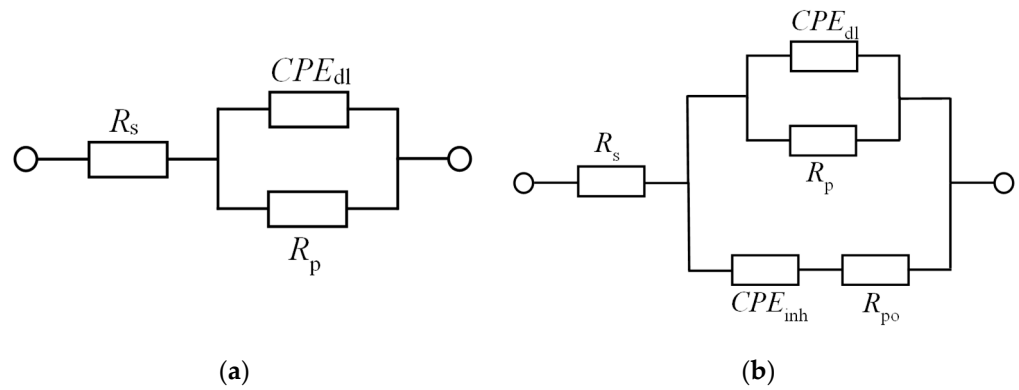 CPEdl
Rs
Rp
(a)
CPEdl
Rp
Rs
CPEinh
Rpo
(b)